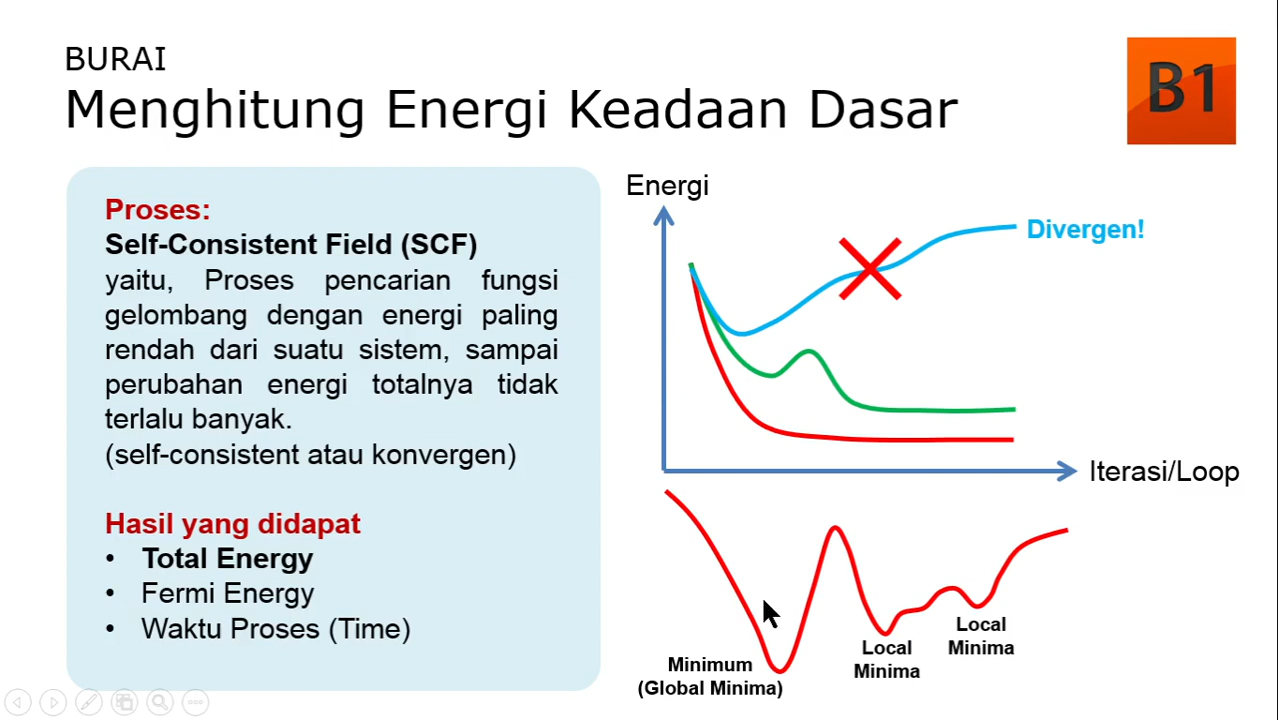 BURAI
Menghitung Energi Keadaan Dasar
B1
Proses:
Self-Consistent Field (SCF)
yaitu, Proses pencarian fungsi
gelombang dengan energi paling
rendah dari suatu sistem, sampai
perubahan energi totalnya tidak
terlalu banyak.
(self-consistent atau konvergen)
Hasil yang didapat
• Total Energy
• Fermi Energy
• Waktu Proses (Time)
Energi
Divergen!
Iterasi/Loop
Minimum
(Global Minima)
Local
Minima
Local
Minima